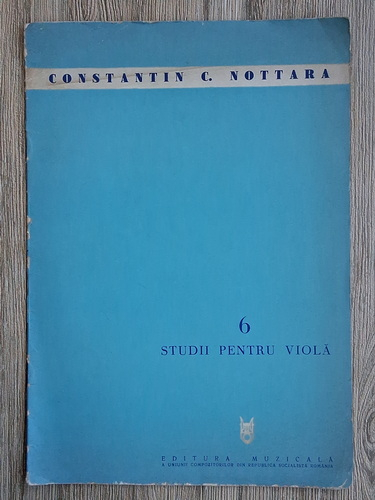 CONSTANTIN C. NOTTARA
6
STUDII PENTRU VIOLĂ
EDITURA MUZICALĂ
A UNIUNII COMPOZITORILOR DIN REPUBLICA SOCIALISTĂ ROMÂNIA